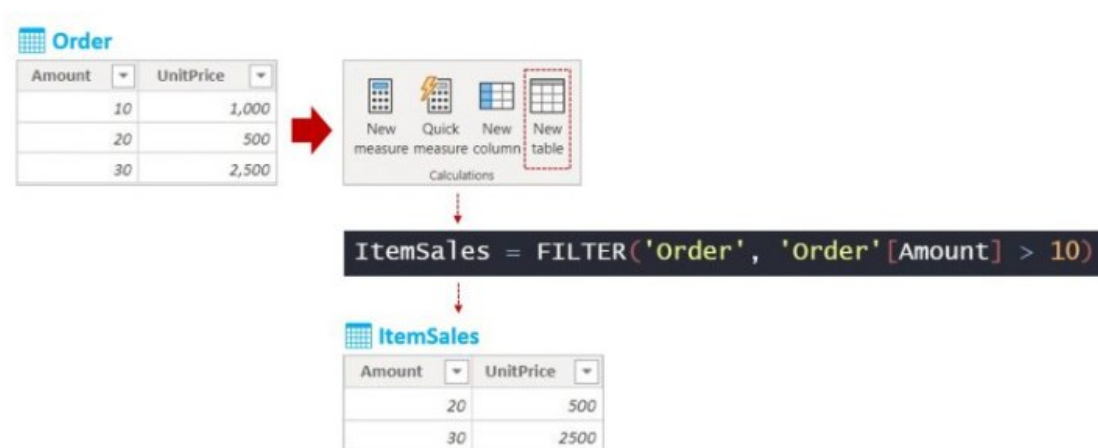 Order
Amount UnitPrice
10 1,000
20 500
30 2,500
New Quick New New
measure measure column table
Calculations
ItemSales = FILTER('Order', 'Order'[Amount] > 10)
ItemSales
Amount UnitPrice
20 500
30 2500